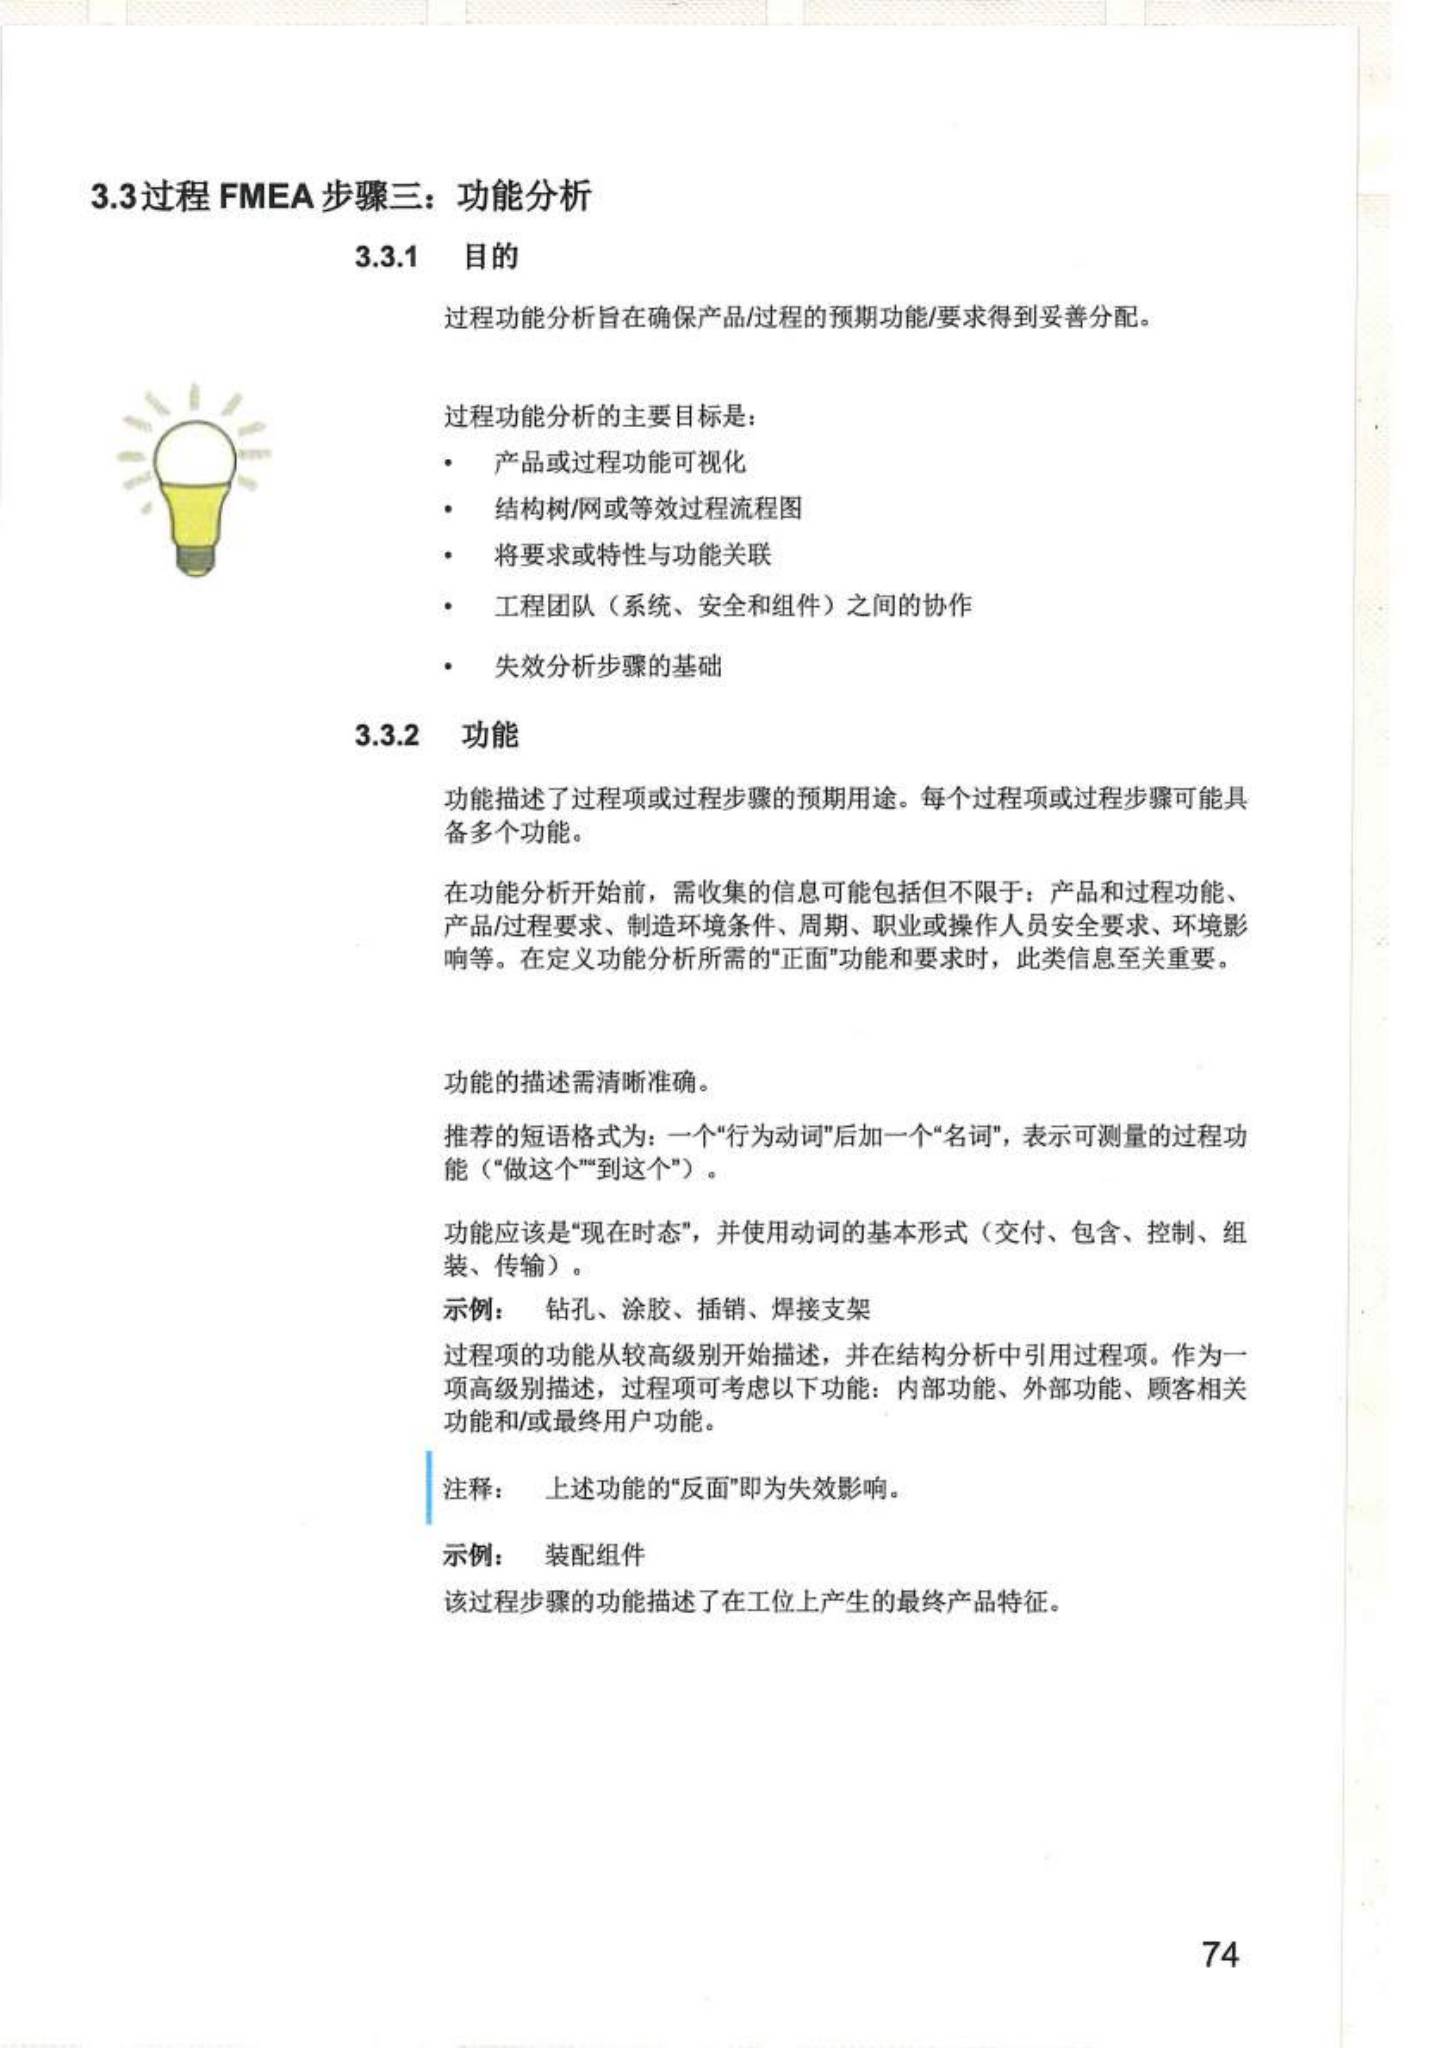 3.3过程 FMEA 步骤三：功能分析
3.3.1 目的
过程功能分析旨在确保产品/过程的预期功能/要求得到妥善分配。
过程功能分析的主要目标是：
• 产品或过程功能可视化
• 结构树/网或等效过程流程图
• 将要求或特性与功能关联
• 工程团队（系统、安全和组件）之间的协作
• 失效分析步骤的基础
3.3.2 功能
功能描述了过程项或过程步骤的预期用途。每个过程项或过程步骤可能具
备多个功能。
在功能分析开始前，需收集的信息可能包括但不限于：产品和过程功能、
产品/过程要求、制造环境条件、周期、职业或操作人员安全要求、环境影
响等。在定义功能分析所需的“正面”功能和要求时，此类信息至关重要。
功能的描述需清晰准确。
推荐的短语格式为：一个“行为动词”后加一个“名词”，表示可测量的过程功
能（“做这个”“到这个”）。
功能应该是“现在时态”，并使用动词的基本形式（交付、包含、控制、组
装、传输）。
示例： 钻孔、涂胶、插销、焊接支架
过程项的功能从较高级别开始描述，并在结构分析中引用过程项。作为一
项高级别描述，过程项可考虑以下功能：内部功能、外部功能、顾客相关
功能和/或最终用户功能。
注释： 上述功能的“反面”即为失效影响。
示例： 装配组件
该过程步骤的功能描述了在工位上产生的最终产品特征。
74